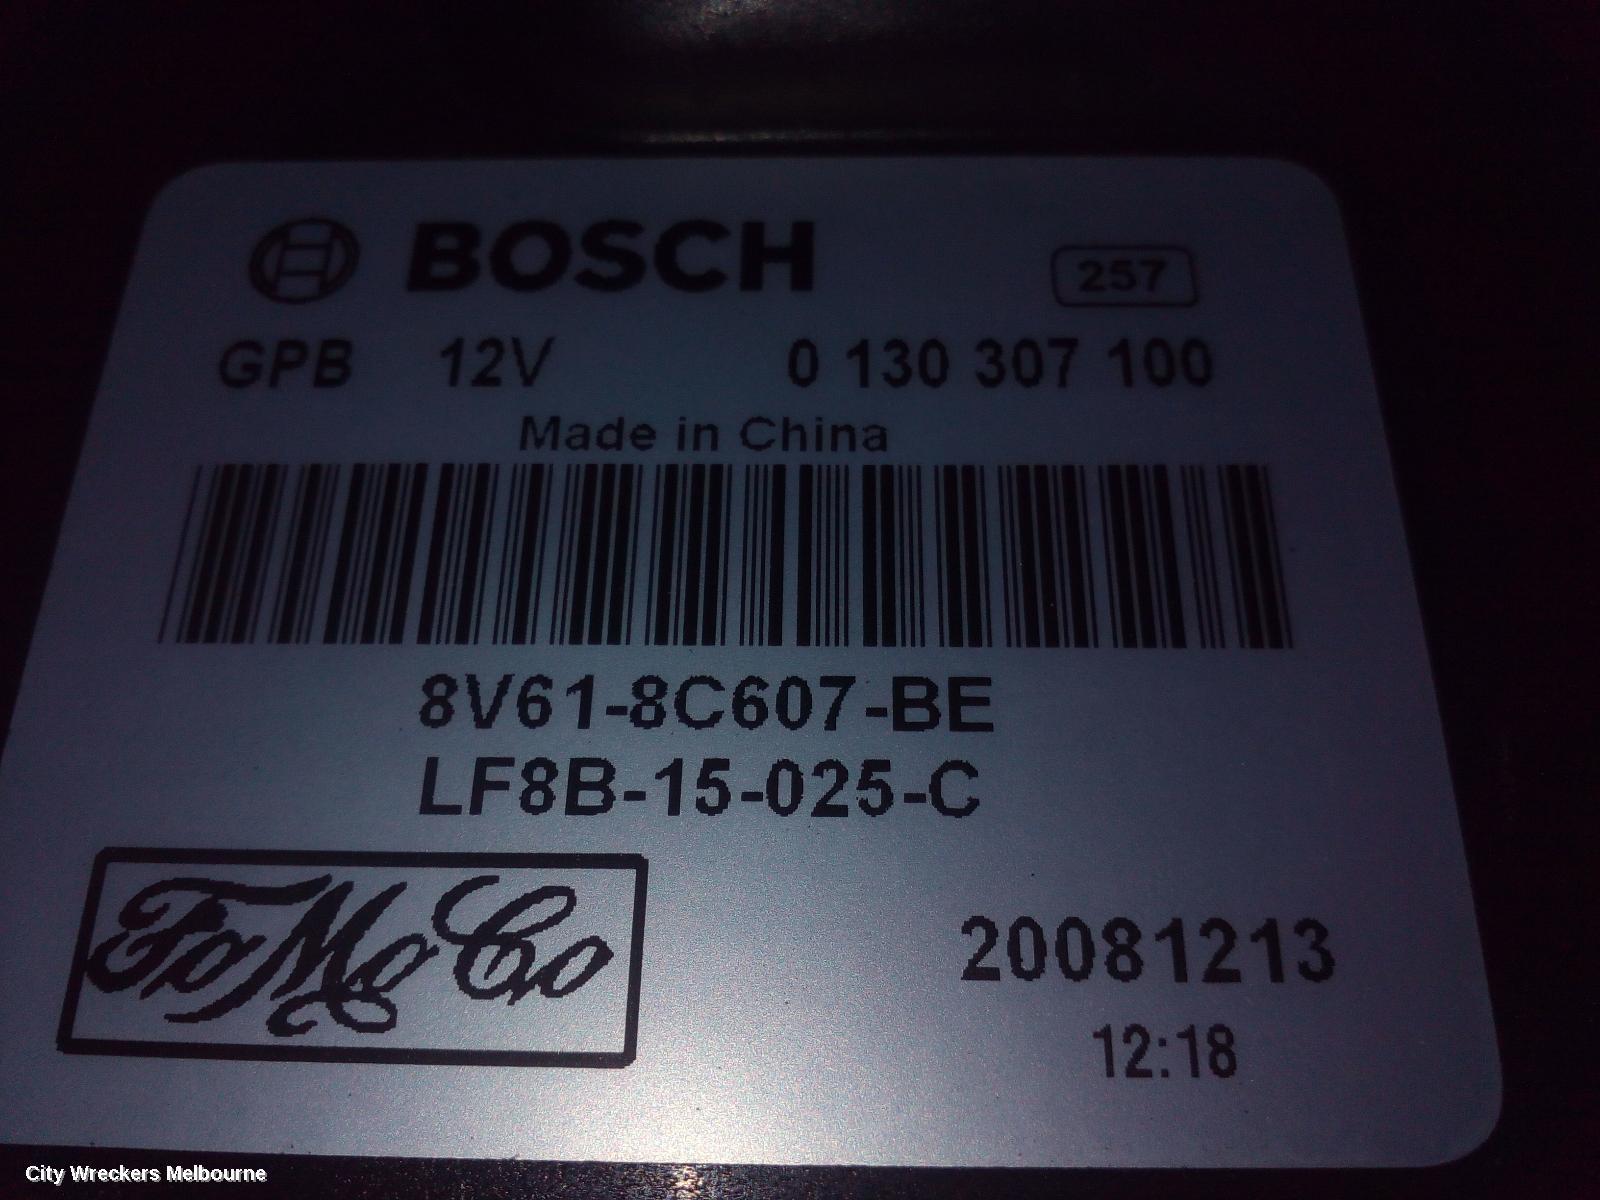 BOSCH
257
GPB 12V 0 130 307 100
Made in China
8V61-8C607-BE
LF8B-15-025-C
FoMoCo
20081213
12:18
City Wreckers Melbourne